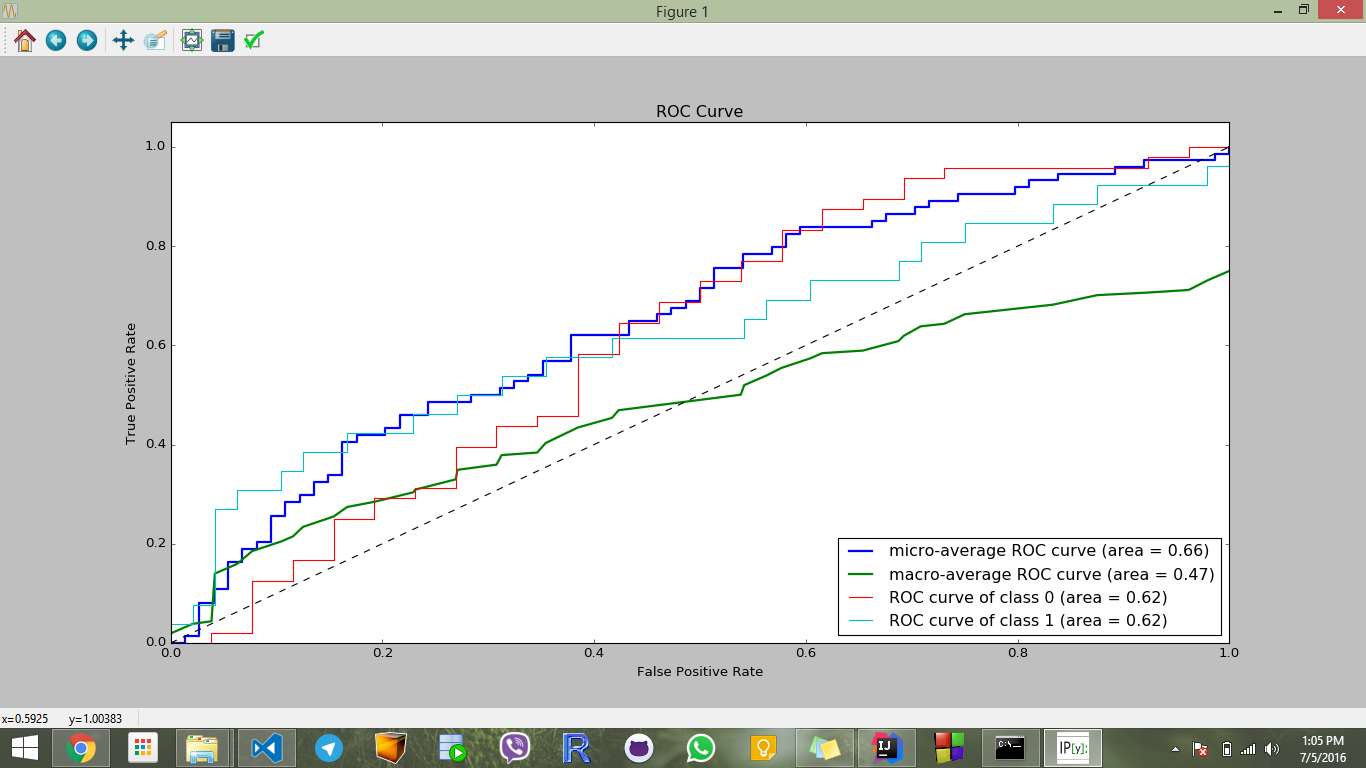 Figure 1
ROC Curve
1.0
0.8
0.6
0.4
0.2
0.0
True Positive Rate
0.0 0.2 0.4 0.6 0.8 1.0
False Positive Rate
micro-average ROC curve (area = 0.66)
macro-average ROC curve (area = 0.47)
ROC curve of class 0 (area = 0.62)
ROC curve of class 1 (area = 0.62)
x=0.5925 y=1.00383
R
IJ
C:\_
IP[y]:
1:05 PM
7/5/2016